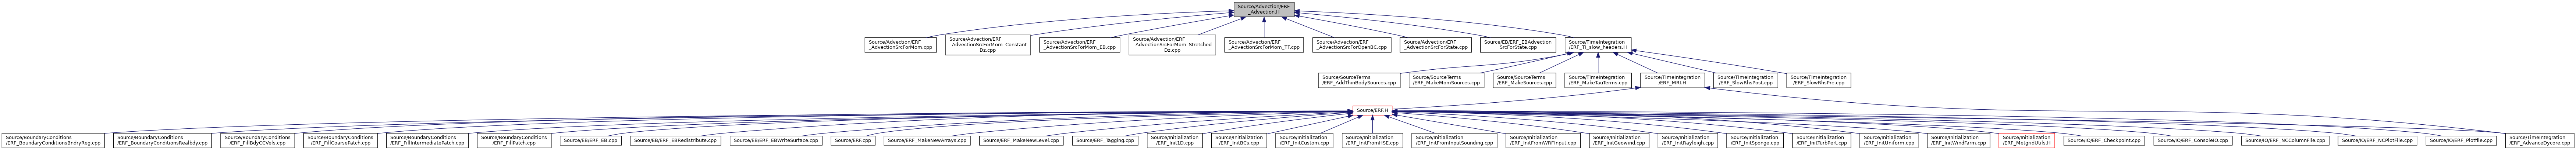 Source/Advection/ERF
_Advection.H
Source/Advection/ERF
_AdvectionSrcForMom.cpp
Source/Advection/ERF
_AdvectionSrcForMom_Constant
Dz.cpp
Source/Advection/ERF
_AdvectionSrcForMom_EB.cpp
Source/Advection/ERF
_AdvectionSrcForMom_Stretched
Dz.cpp
Source/Advection/ERF
_AdvectionSrcForMom_TF.cpp
Source/Advection/ERF
_AdvectionSrcForOpenBC.cpp
Source/Advection/ERF
_AdvectionSrcForState.cpp
Source/EB/ERF_EBAdvection
SrcForState.cpp
Source/TimeIntegration
/ERF_TI_slow_headers.H
Source/SourceTerms
/ERF_AddThinBodySources.cpp
Source/SourceTerms
/ERF_MakeMomSources.cpp
Source/SourceTerms
/ERF_MakeSources.cpp
Source/TimeIntegration
/ERF_MakeTauTerms.cpp
Source/TimeIntegration
/ERF_MRI.H
Source/TimeIntegration
/ERF_SlowRhsPost.cpp
Source/TimeIntegration
/ERF_SlowRhsPre.cpp
Source/ERF.H
Source/BoundaryConditions
/ERF_BoundaryConditionsBndryReg.cpp
Source/BoundaryConditions
/ERF_BoundaryConditionsRealbdy.cpp
Source/BoundaryConditions
/ERF_FillBdyCCVels.cpp
Source/BoundaryConditions
/ERF_FillCoarsePatch.cpp
Source/BoundaryConditions
/ERF_FillIntermediatePatch.cpp
Source/BoundaryConditions
/ERF_FillPatch.cpp
Source/EB/ERF_EB.cpp
Source/EB/ERF_EBRedistribute.cpp
Source/EB/ERF_EBWriteSurface.cpp
Source/ERF.cpp
Source/ERF_MakeNewArrays.cpp
Source/ERF_MakeNewLevel.cpp
Source/ERF_Tagging.cpp
Source/Initialization
/ERF_Init1D.cpp
Source/Initialization
/ERF_InitBCs.cpp
Source/Initialization
/ERF_InitCustom.cpp
Source/Initialization
/ERF_InitFromHSE.cpp
Source/Initialization
/ERF_InitFromInputSounding.cpp
Source/Initialization
/ERF_InitFromWRFInput.cpp
Source/Initialization
/ERF_InitGeowind.cpp
Source/Initialization
/ERF_InitRayleigh.cpp
Source/Initialization
/ERF_InitSponge.cpp
Source/Initialization
/ERF_InitTurbPert.cpp
Source/Initialization
/ERF_InitUniform.cpp
Source/Initialization
/ERF_InitWindFarm.cpp
Source/Initialization
/ERF_MetgridUtils.H
Source/IO/ERF_Checkpoint.cpp
Source/IO/ERF_ConsoleIO.cpp
Source/IO/ERF_NCColumnFile.cpp
Source/IO/ERF_NCPlotFile.cpp
Source/IO/ERF_Plotfile.cpp
Source/TimeIntegration
/ERF_AdvanceDycore.cpp